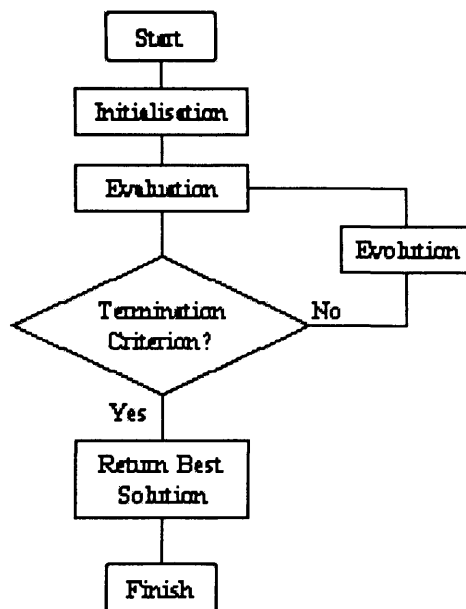 Start
Initialisation
Evaluation
Evolution
Termination
Criterion?
No
Yes
Return Best
Solution
Finish